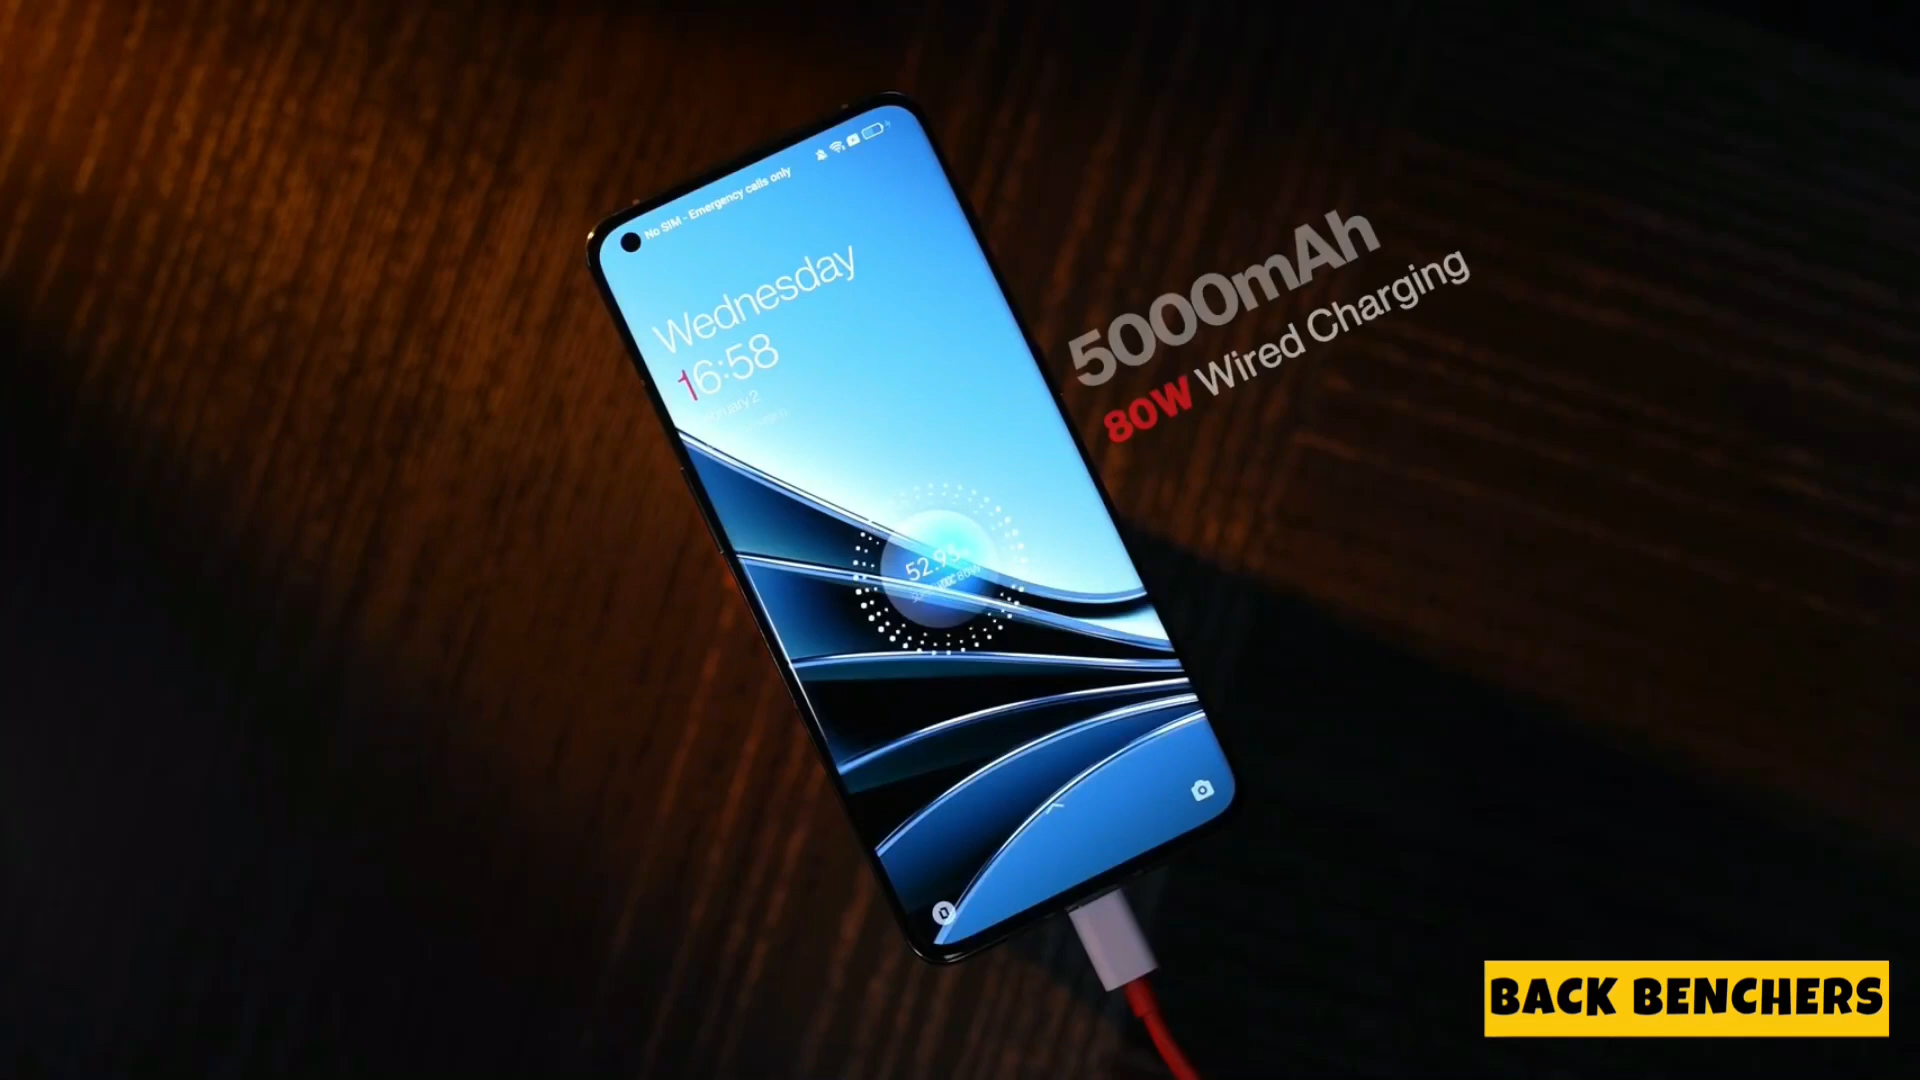 No SIM - Emergency calls only
Wednesday
16:58
5000mAh
80W Wired Charging
BACK BENCHERS